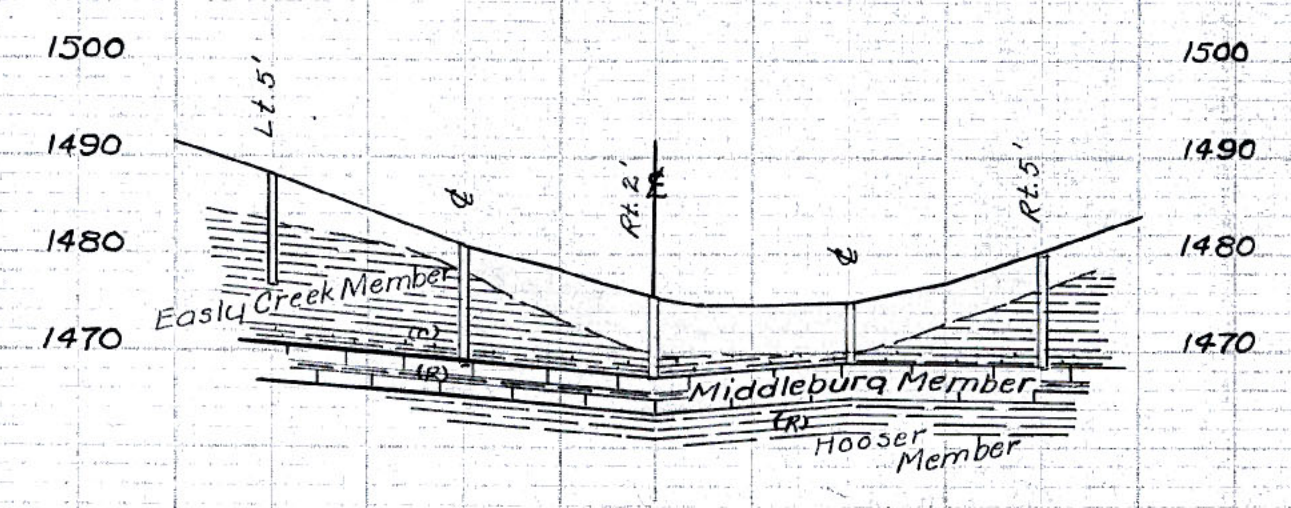 1500
1500
Lt. 5'
1490
1490
Rt. 2'
℄
℄
Rt. 5'
℄
1480
1480
Easly Creek Member
1470
1470
(R)
Middleburg Member
(R)
Hooser
Member